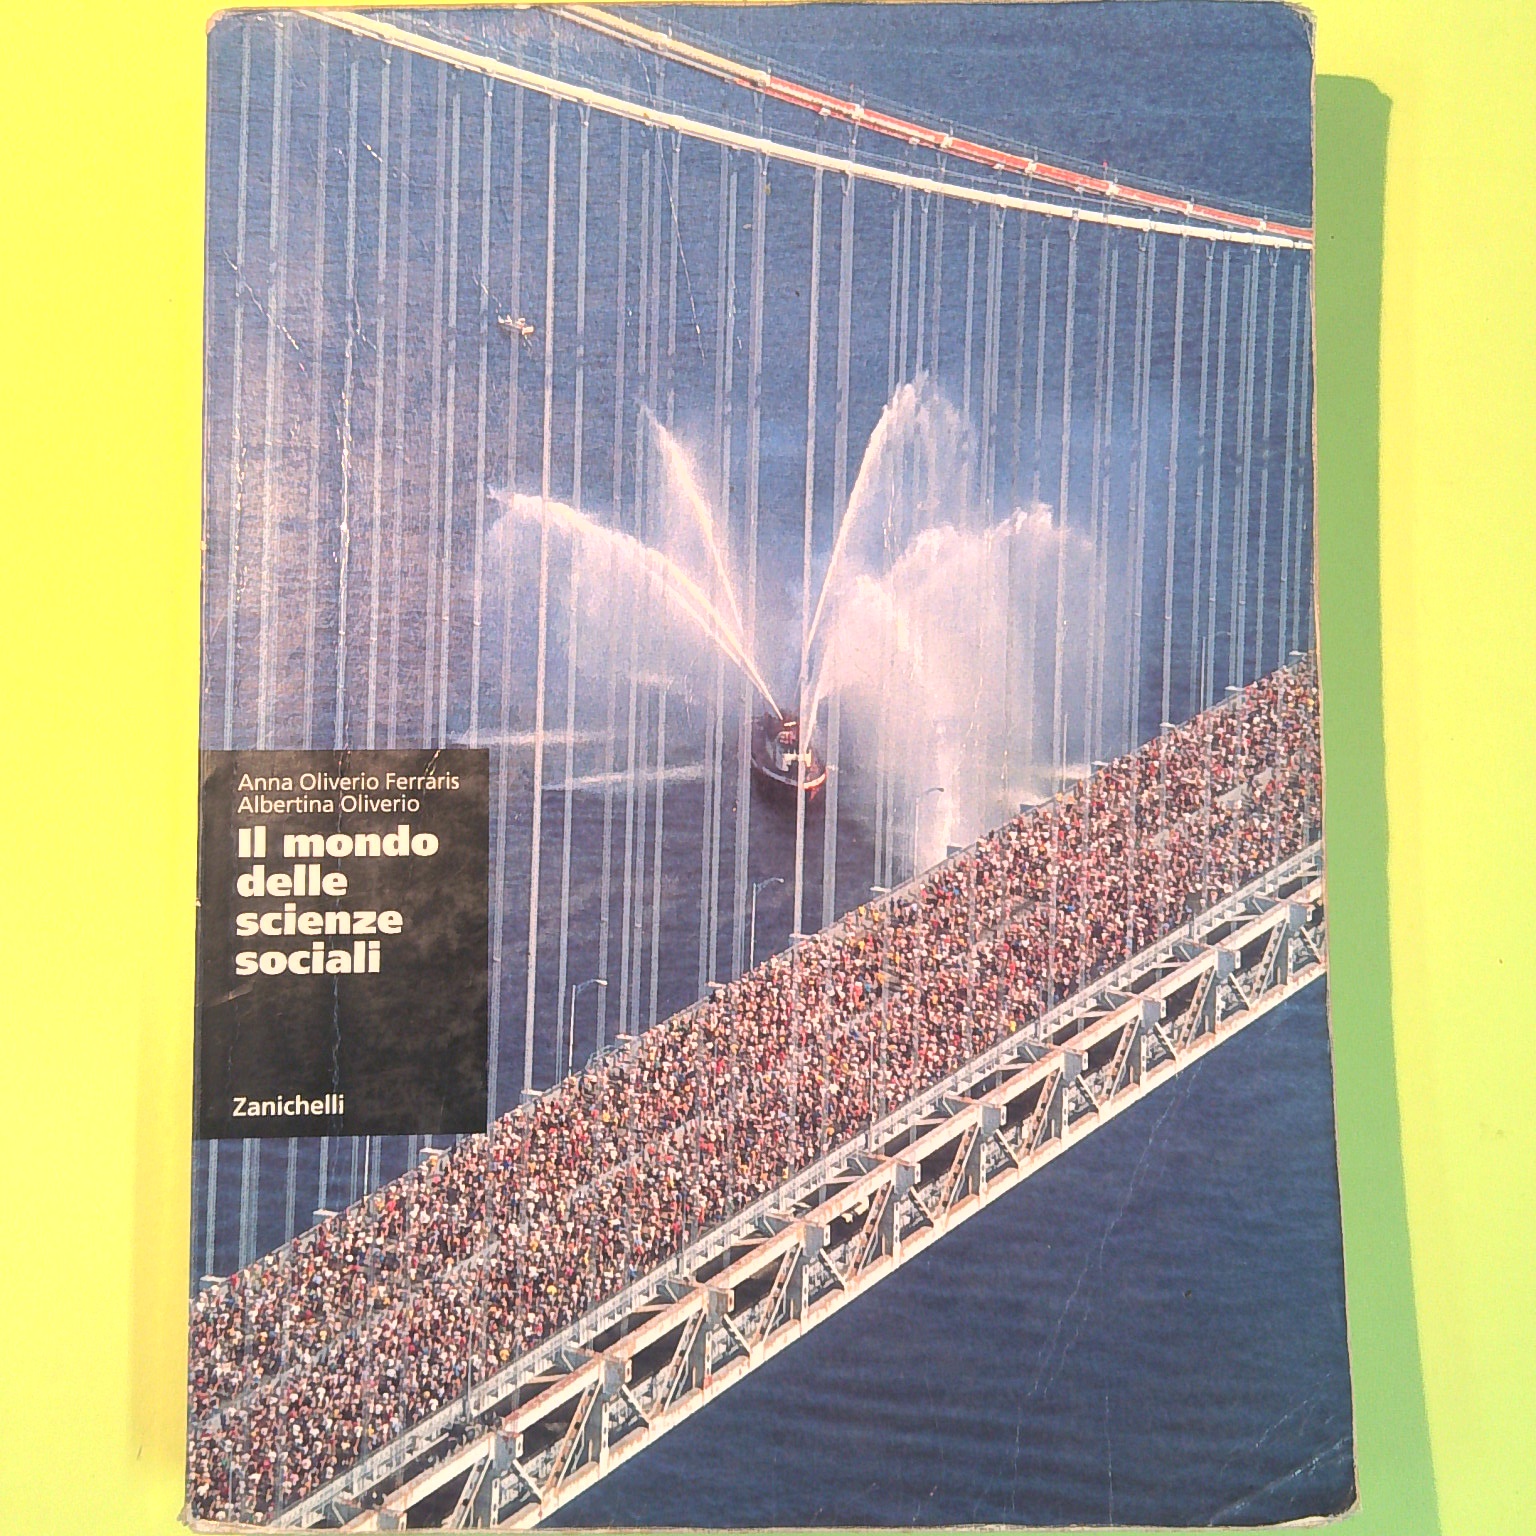 Anna Oliverio Ferraris
Albertina Oliverio
Il mondo
delle
scienze
sociali
Zanichelli